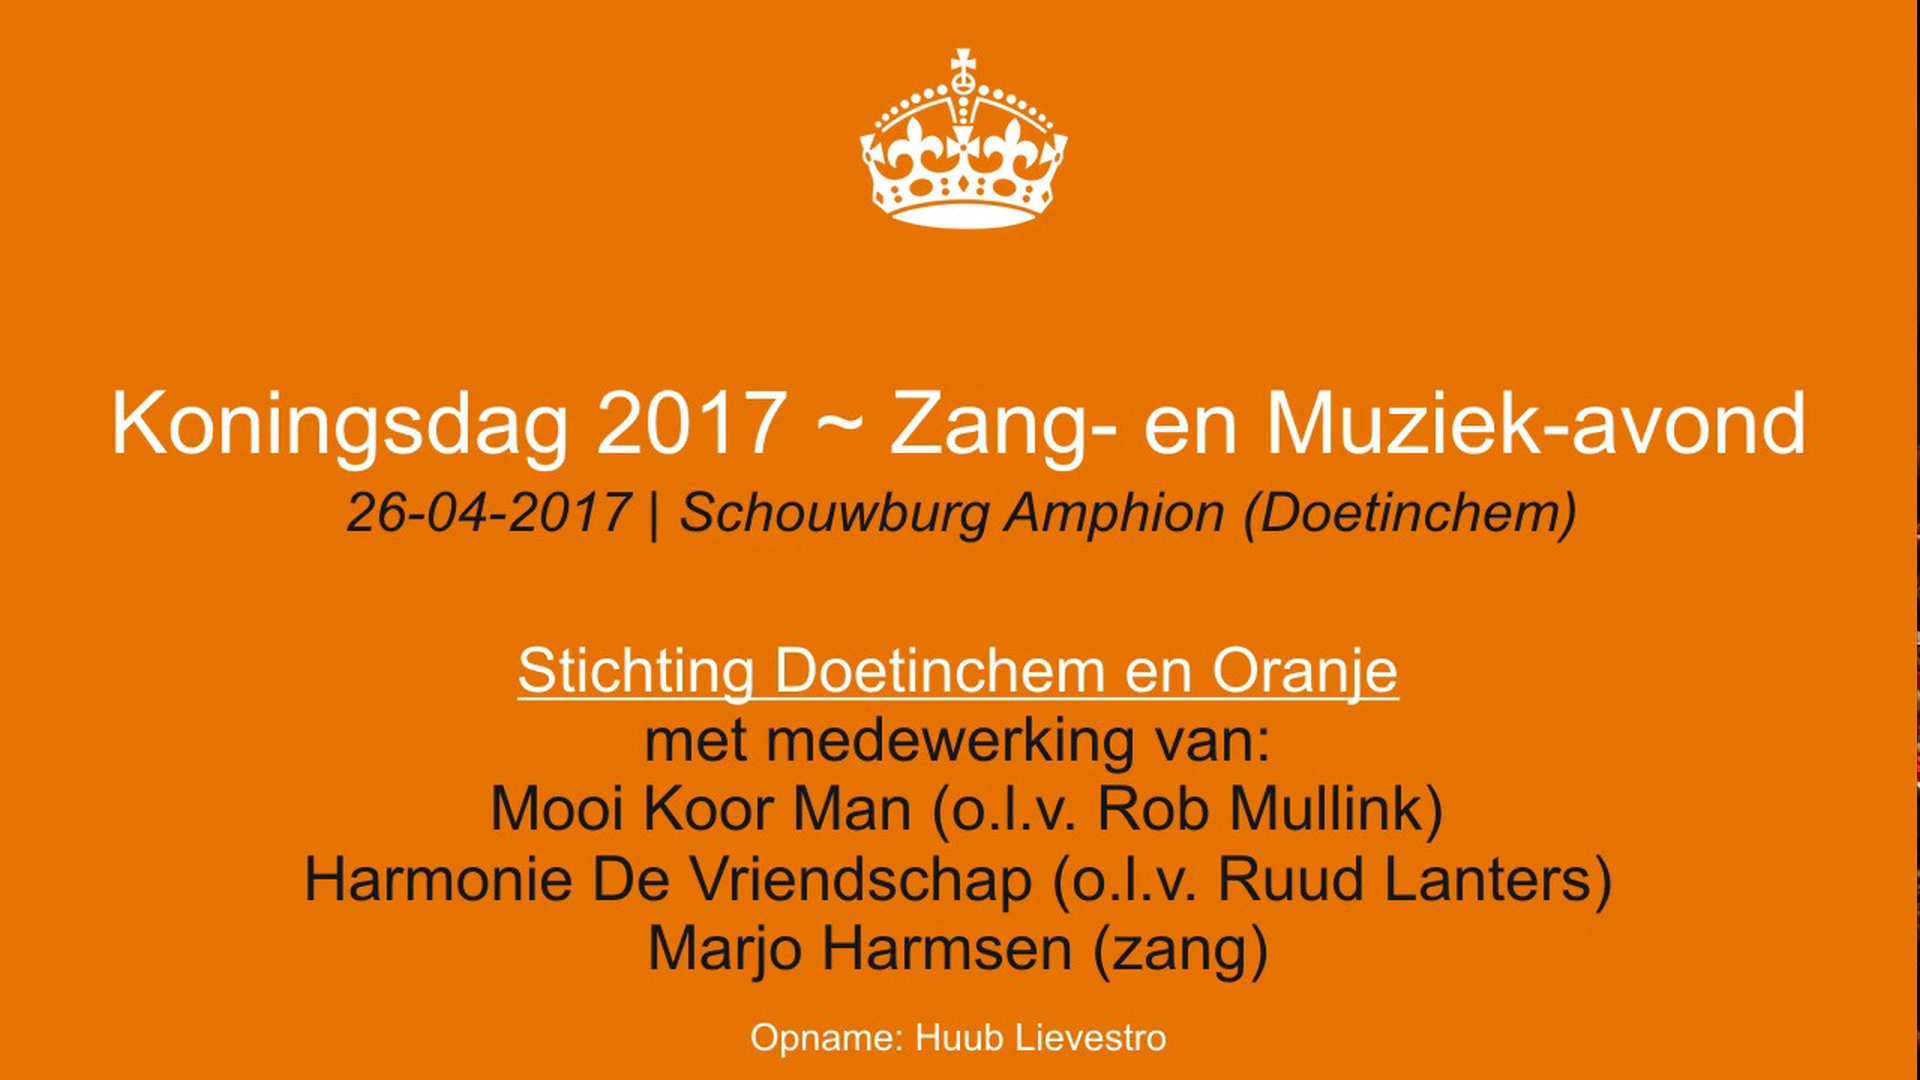 Koningsdag 2017 ~ Zang- en Muziek-avond
26-04-2017 | Schouwburg Amphion (Doetinchem)
Stichting Doetinchem en Oranje
met medewerking van:
Mooi Koor Man (o.l.v. Rob Mullink)
Harmonie De Vriendschap (o.l.v. Ruud Lanters)
Marjo Harmsen (zang)
Opname: Huub Lievestro